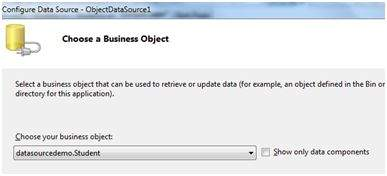 Configure Data Source - ObjectDataSource1
Choose a Business Object
Select a business object that can be used to retrieve or update data (for example, an object defined in the Bin or
directory for this application).
Choose your business object:
datasourcedemo.Student
Show only data components